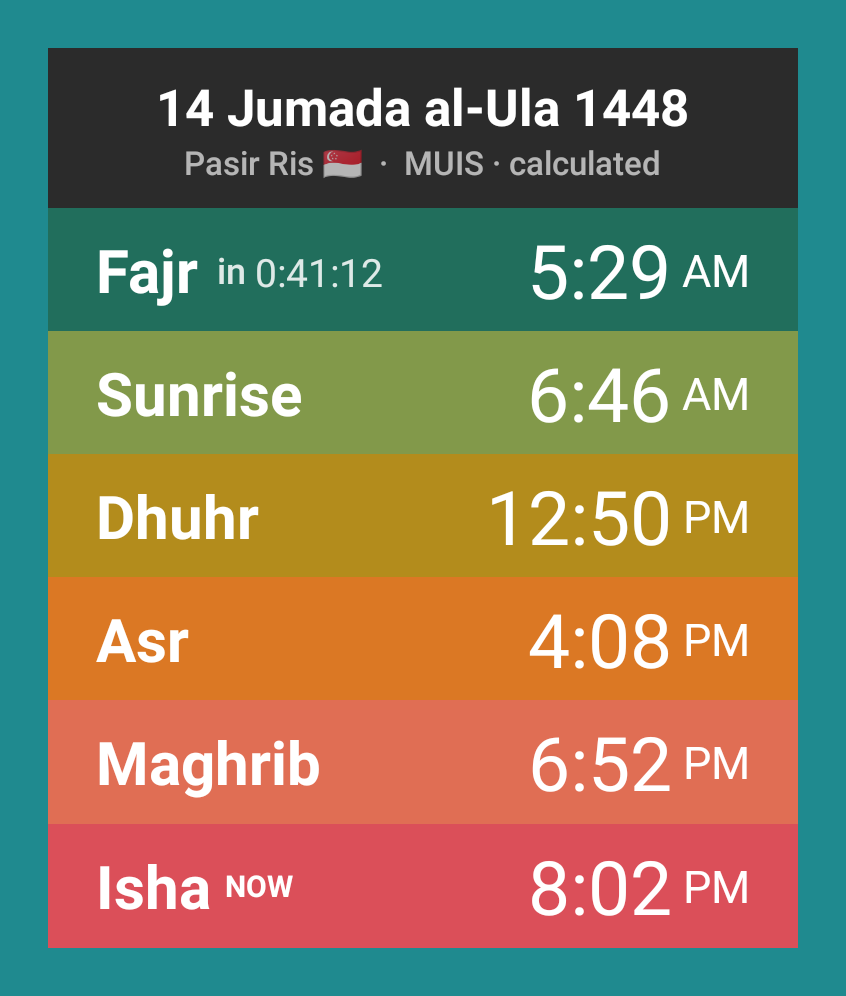 14 Jumada al-Ula 1448
Pasir Ris 🇸🇬 · MUIS · calculated
Fajr in 0:41:12 5:29 AM
Sunrise 6:46 AM
Dhuhr 12:50 PM
Asr 4:08 PM
Maghrib 6:52 PM
Isha NOW 8:02 PM